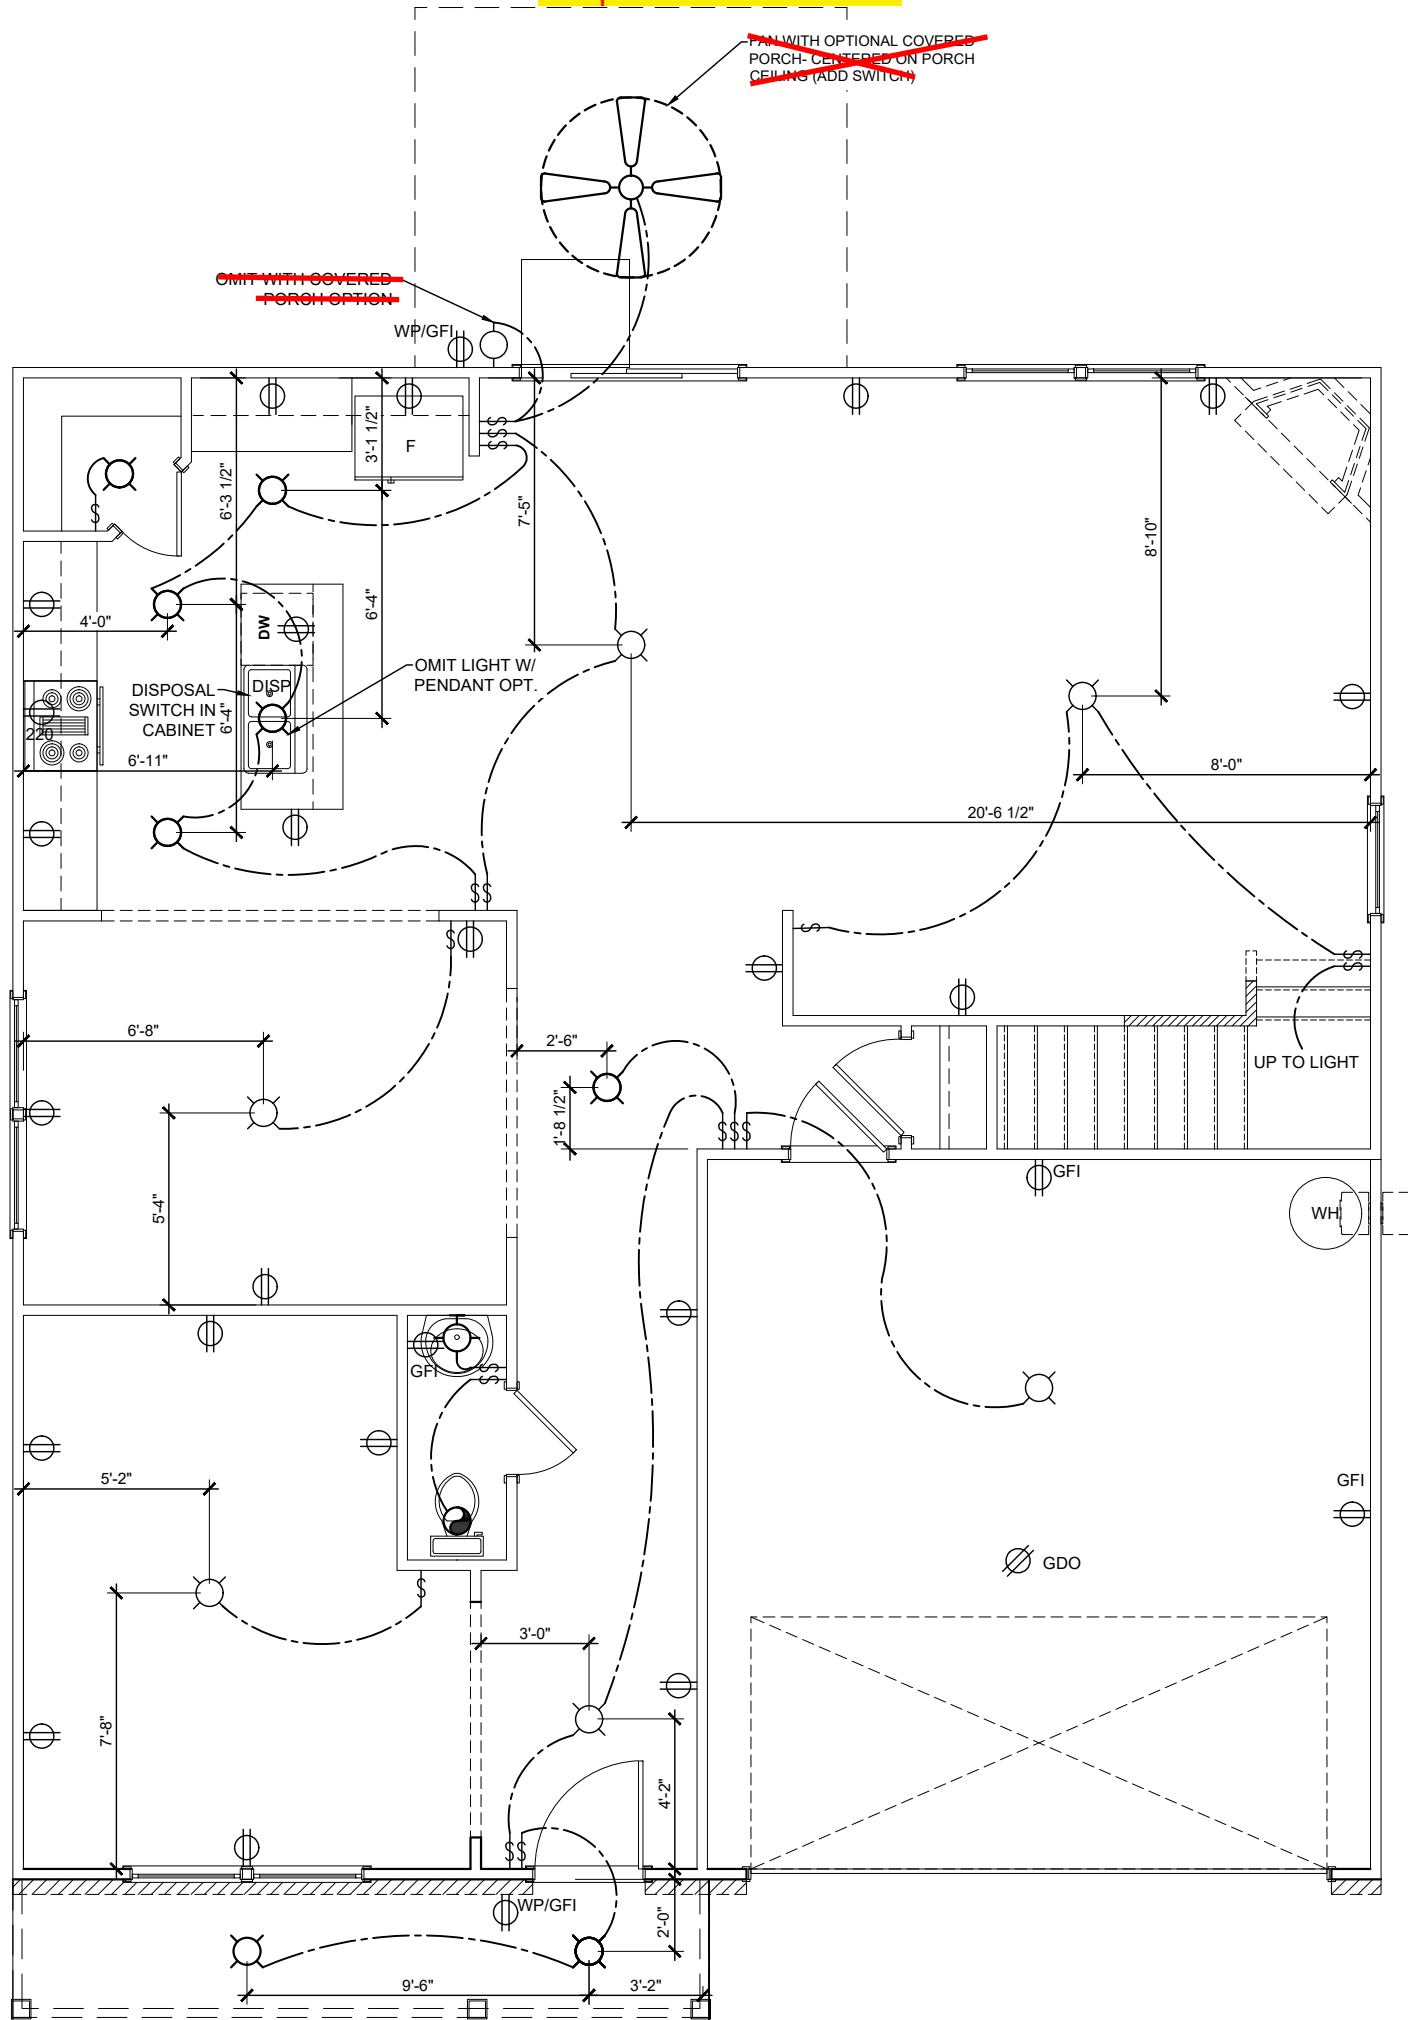 FAN WITH OPTIONAL COVERED
PORCH- CENTERED ON PORCH
CEILING (ADD SWITCH)
OMIT WITH COVERED
PORCH OPTION
WP/GFI
3'-1 1/2"
F
6'-3 1/2"
7'-5"
8'-10"
6'-4"
4'-0"
DW
OMIT LIGHT W/
PENDANT OPT.
DISP
DISPOSAL
SWITCH IN
CABINET
6'-4"
220
6'-11"
8'-0"
20'-6 1/2"
6'-8"
2'-6"
1'-8 1/2"
UP TO LIGHT
GFI
5'-4"
WH
GFI
5'-2"
GFI
GDO
3'-0"
7'-8"
4'-2"
WP/GFI
2'-0"
9'-6"
3'-2"